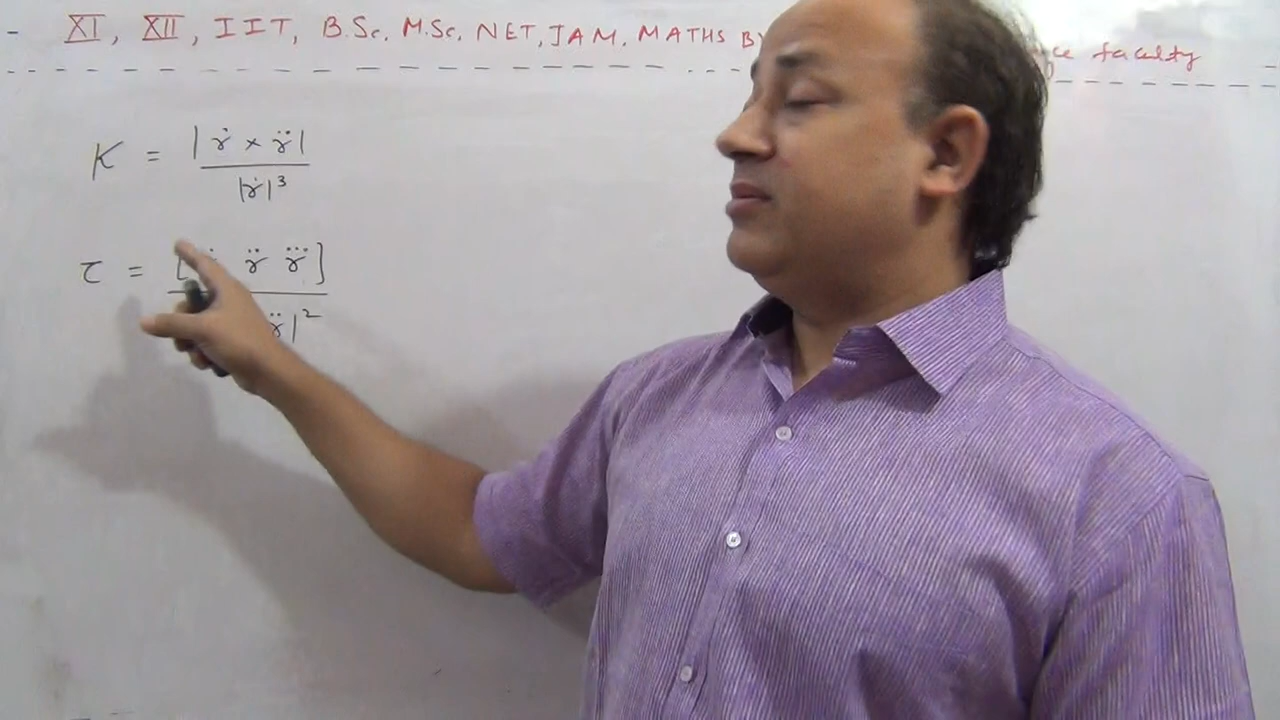 XI, XII, IIT, B.Sc, M.Sc, NET, JAM, MATHS BY faculty
K = |ṙ × r̈|
|ṙ|³
τ = [ r̈ r⃛]
r̈|²